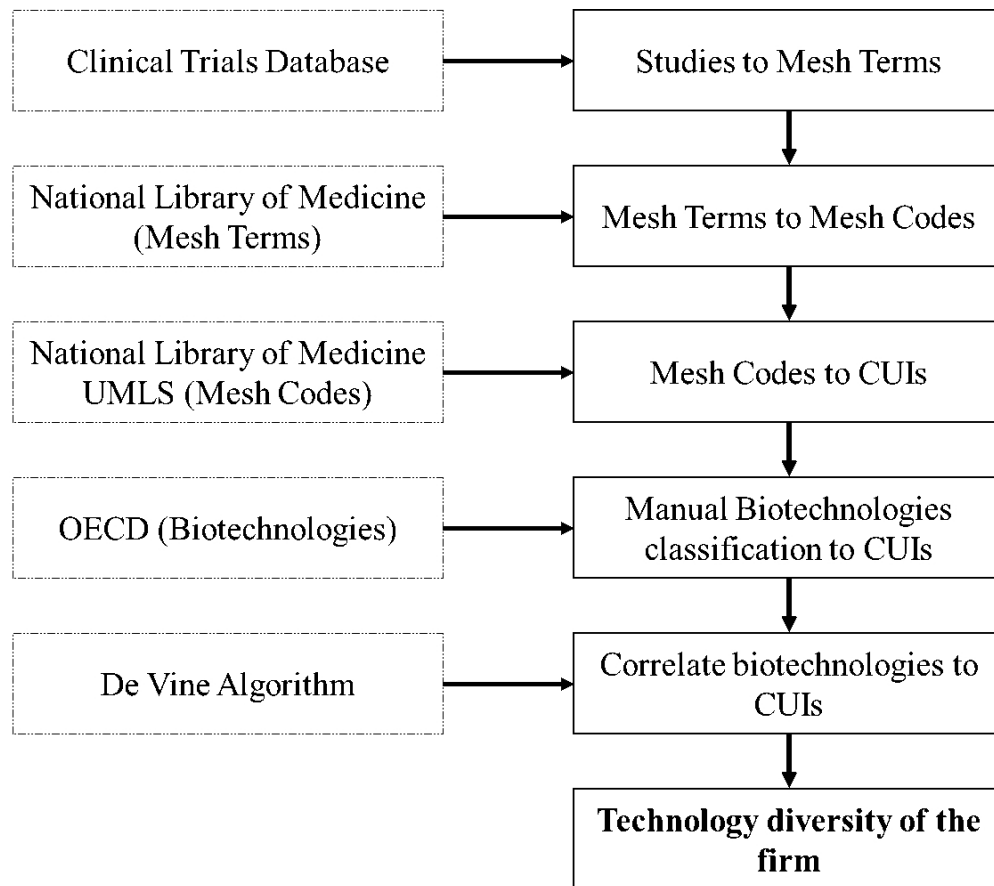 Clinical Trials Database
Studies to Mesh Terms
National Library of Medicine
(Mesh Terms)
Mesh Terms to Mesh Codes
National Library of Medicine
UMLS (Mesh Codes)
Mesh Codes to CUIs
OECD (Biotechnologies)
Manual Biotechnologies
classification to CUIs
De Vine Algorithm
Correlate biotechnologies to
CUIs
Technology diversity of the
firm